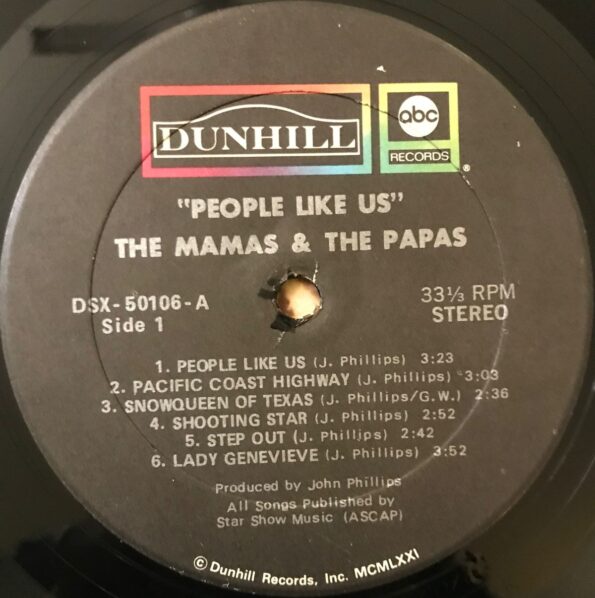 DUNHILL
abc
RECORDS
®
"PEOPLE LIKE US"
THE MAMAS & THE PAPAS
DSX-50106-A
Side 1
33⅓ RPM
STEREO
1. PEOPLE LIKE US (J. Phillips) 3:23
2. PACIFIC COAST HIGHWAY (J. Phillips) 3:03
3. SNOWQUEEN OF TEXAS (J. Phillips/G.W.) 2:36
4. SHOOTING STAR (J. Phillips) 2:52
5. STEP OUT (J. Phillips) 2:42
6. LADY GENEVIEVE (J. Phillips) 3:52
Produced by John Phillips
All Songs Published by
Star Show Music (ASCAP)
© Dunhill Records, Inc. MCMLXXI